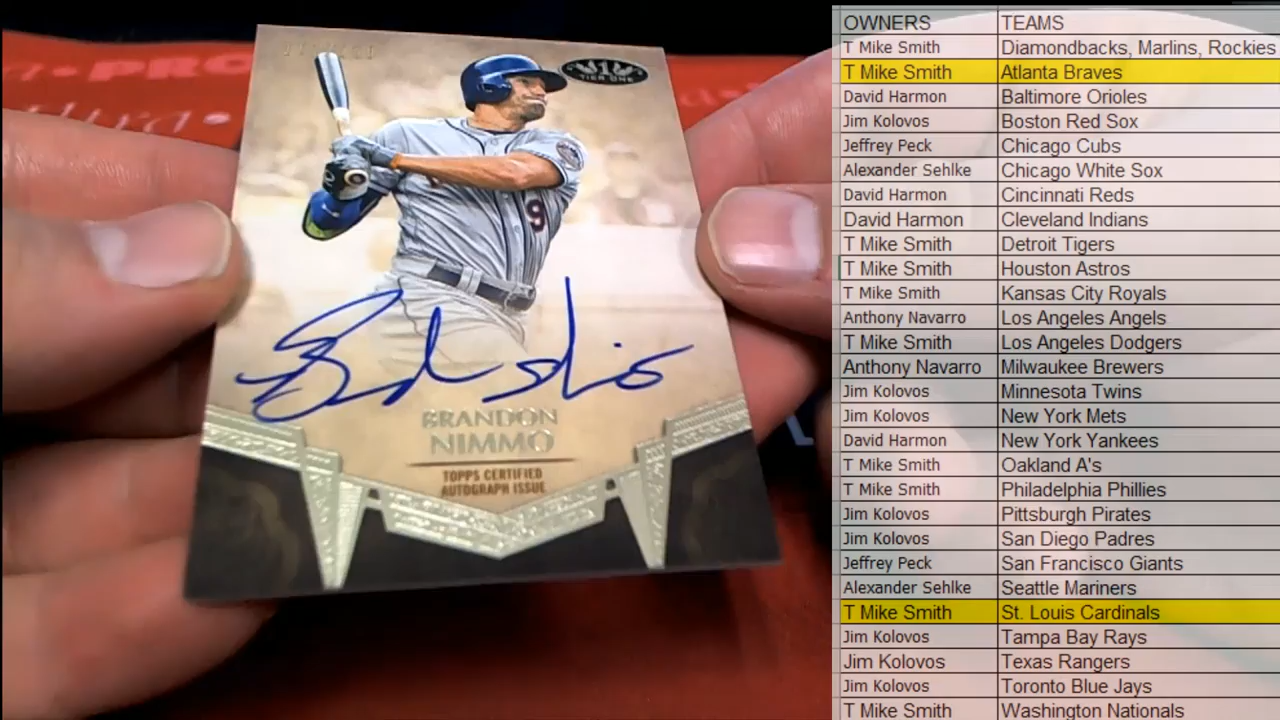 PRO
TIER ONE
9
BRANDON
NIMMO
TOPPS CERTIFIED
AUTOGRAPH ISSUE
OWNERS TEAMS
T Mike Smith Diamondbacks, Marlins, Rockies
T Mike Smith Atlanta Braves
David Harmon Baltimore Orioles
Jim Kolovos Boston Red Sox
Jeffrey Peck Chicago Cubs
Alexander Sehlke Chicago White Sox
David Harmon Cincinnati Reds
David Harmon Cleveland Indians
T Mike Smith Detroit Tigers
T Mike Smith Houston Astros
T Mike Smith Kansas City Royals
Anthony Navarro Los Angeles Angels
T Mike Smith Los Angeles Dodgers
Anthony Navarro Milwaukee Brewers
Jim Kolovos Minnesota Twins
Jim Kolovos New York Mets
David Harmon New York Yankees
T Mike Smith Oakland A's
T Mike Smith Philadelphia Phillies
Jim Kolovos Pittsburgh Pirates
Jim Kolovos San Diego Padres
Jeffrey Peck San Francisco Giants
Alexander Sehlke Seattle Mariners
T Mike Smith St. Louis Cardinals
Jim Kolovos Tampa Bay Rays
Jim Kolovos Texas Rangers
Jim Kolovos Toronto Blue Jays
T Mike Smith Washington Nationals